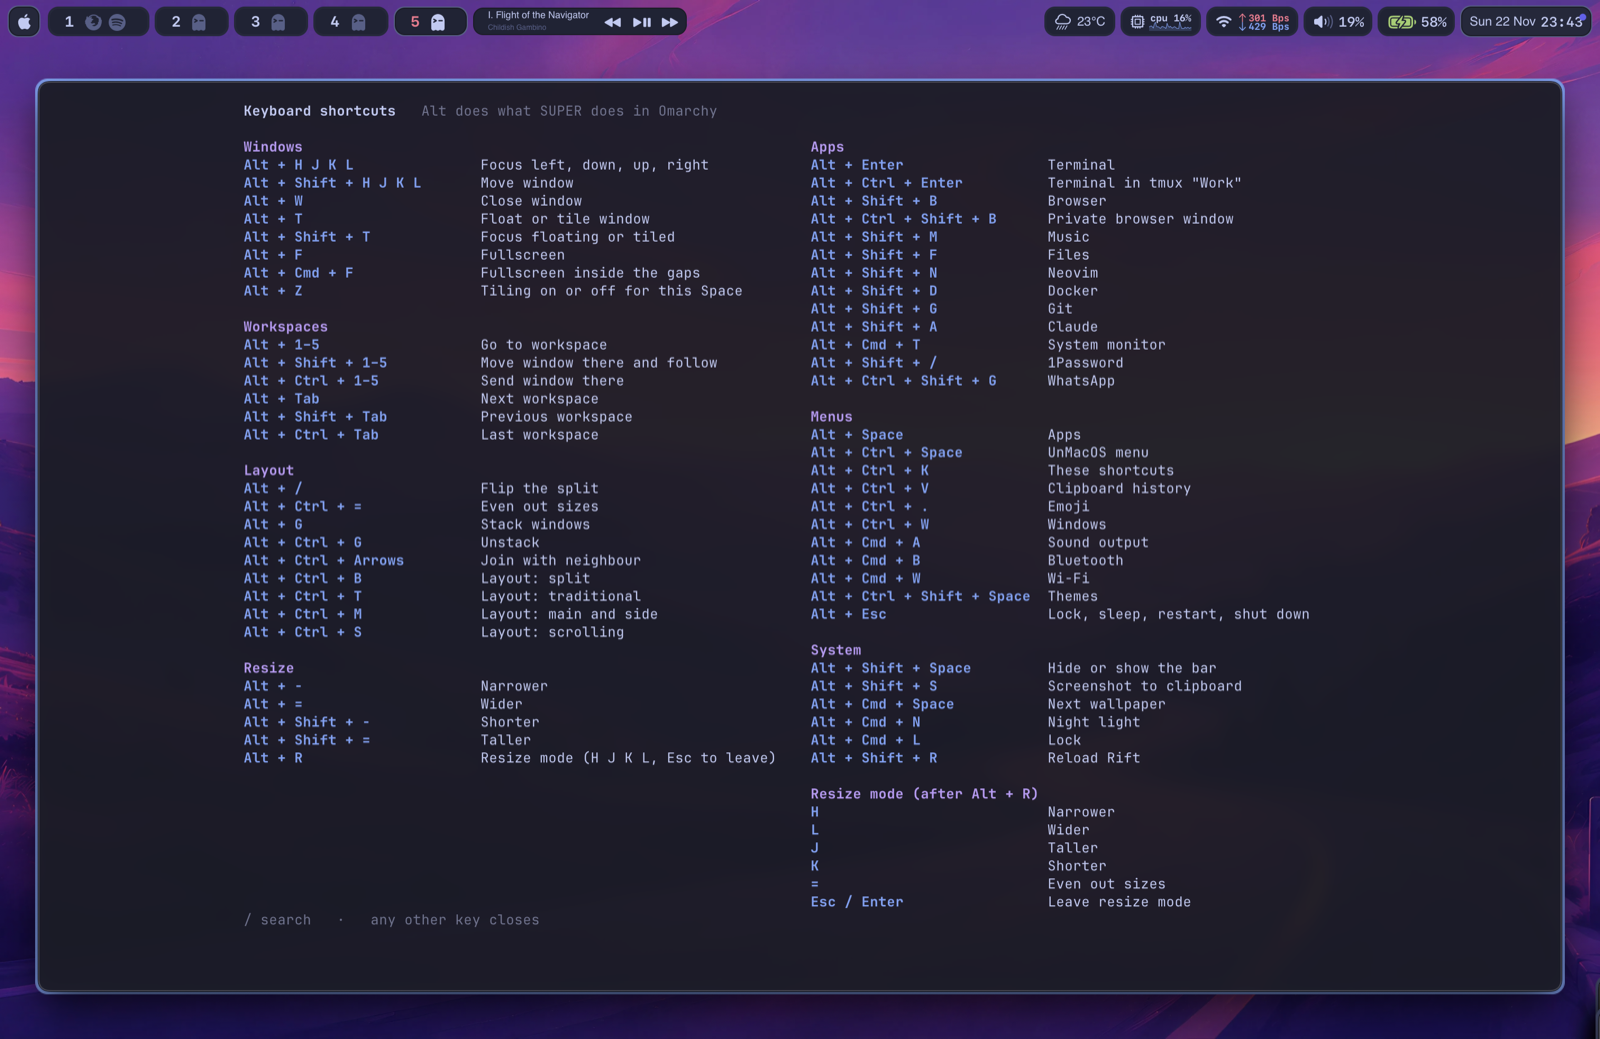 1 2 3 4 5 I. Flight of the Navigator
Childish Gambino
23°C cpu 16% ↑301 Bps
↓429 Bps
19% 58% Sun 22 Nov 23:43
Keyboard shortcuts Alt does what SUPER does in Omarchy
Windows
Alt + H J K L Focus left, down, up, right
Alt + Shift + H J K L Move window
Alt + W Close window
Alt + T Float or tile window
Alt + Shift + T Focus floating or tiled
Alt + F Fullscreen
Alt + Cmd + F Fullscreen inside the gaps
Alt + Z Tiling on or off for this Space
Workspaces
Alt + 1-5 Go to workspace
Alt + Shift + 1-5 Move window there and follow
Alt + Ctrl + 1-5 Send window there
Alt + Tab Next workspace
Alt + Shift + Tab Previous workspace
Alt + Ctrl + Tab Last workspace
Layout
Alt + / Flip the split
Alt + Ctrl + = Even out sizes
Alt + G Stack windows
Alt + Ctrl + G Unstack
Alt + Ctrl + Arrows Join with neighbour
Alt + Ctrl + B Layout: split
Alt + Ctrl + T Layout: traditional
Alt + Ctrl + M Layout: main and side
Alt + Ctrl + S Layout: scrolling
Resize
Alt + - Narrower
Alt + = Wider
Alt + Shift + - Shorter
Alt + Shift + = Taller
Alt + R Resize mode (H J K L, Esc to leave)
Apps
Alt + Enter Terminal
Alt + Ctrl + Enter Terminal in tmux "Work"
Alt + Shift + B Browser
Alt + Ctrl + Shift + B Private browser window
Alt + Shift + M Music
Alt + Shift + F Files
Alt + Shift + N Neovim
Alt + Shift + D Docker
Alt + Shift + G Git
Alt + Shift + A Claude
Alt + Cmd + T System monitor
Alt + Shift + / 1Password
Alt + Ctrl + Shift + G WhatsApp
Menus
Alt + Space Apps
Alt + Ctrl + Space UnMacOS menu
Alt + Ctrl + K These shortcuts
Alt + Ctrl + V Clipboard history
Alt + Ctrl + . Emoji
Alt + Ctrl + W Windows
Alt + Cmd + A Sound output
Alt + Cmd + B Bluetooth
Alt + Cmd + W Wi-Fi
Alt + Ctrl + Shift + Space Themes
Alt + Esc Lock, sleep, restart, shut down
System
Alt + Shift + Space Hide or show the bar
Alt + Shift + S Screenshot to clipboard
Alt + Cmd + Space Next wallpaper
Alt + Cmd + N Night light
Alt + Cmd + L Lock
Alt + Shift + R Reload Rift
Resize mode (after Alt + R)
H Narrower
L Wider
J Taller
K Shorter
= Even out sizes
Esc / Enter Leave resize mode
/ search · any other key closes